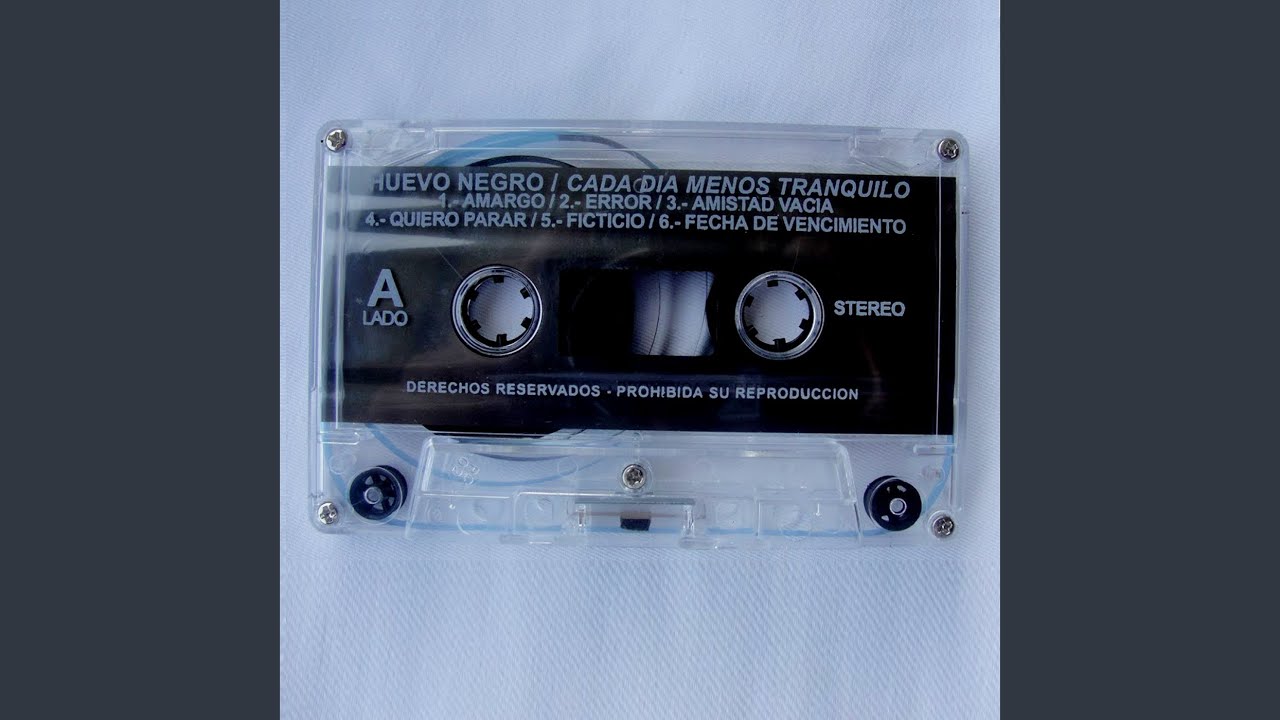 HUEVO NEGRO / CADA DIA MENOS TRANQUILO
1.- AMARGO / 2.- ERROR / 3.- AMISTAD VACIA
4.- QUIERO PARAR / 5.- FICTICIO / 6.- FECHA DE VENCIMIENTO
A
LADO
STEREO
DERECHOS RESERVADOS - PROHIBIDA SU REPRODUCCION